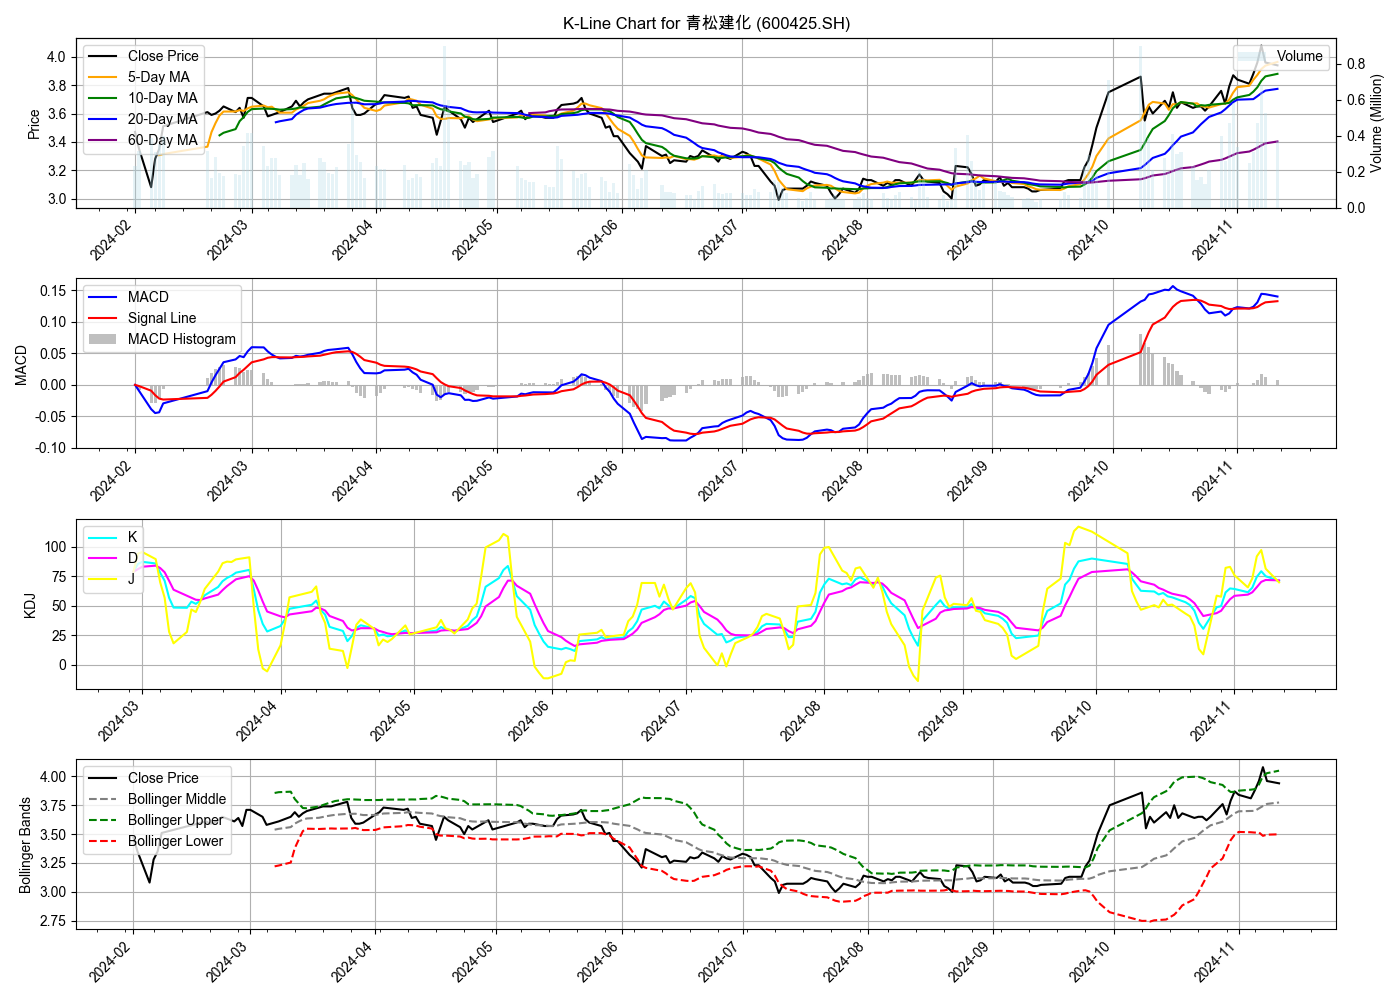 K-Line Chart for 青松建化 (600425.SH)
Close Price
5-Day MA
10-Day MA
20-Day MA
60-Day MA
Volume
Price
4.0
3.8
3.6
3.4
3.2
3.0
0.8
0.6
0.4
0.2
0.0
Volume (Million)
2024-02 2024-03 2024-04 2024-05 2024-06 2024-07 2024-08 2024-09 2024-10 2024-11
MACD
Signal Line
MACD Histogram
MACD
0.15
0.10
0.05
0.00
-0.05
-0.10
2024-02 2024-03 2024-04 2024-05 2024-06 2024-07 2024-08 2024-09 2024-10 2024-11
K
D
J
KDJ
100
75
50
25
0
2024-03 2024-04 2024-05 2024-06 2024-07 2024-08 2024-09 2024-10 2024-11
Close Price
Bollinger Middle
Bollinger Upper
Bollinger Lower
Bollinger Bands
4.00
3.75
3.50
3.25
3.00
2.75
2024-02 2024-03 2024-04 2024-05 2024-06 2024-07 2024-08 2024-09 2024-10 2024-11